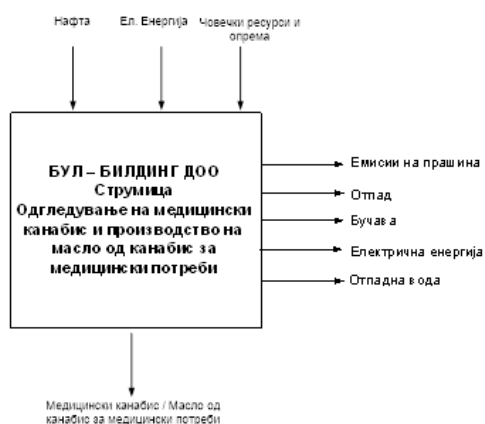 Нафта
Ел. Енергија
Човечки ресурси и
опрема
БУЛ – БИЛДИНГ ДОО
Струмица
Одгледување на медицински
канабис и производство на
масло од канабис за
медицински потреби
Емисии на прашина
Отпад
Бучава
Електрична енергија
Отпадна вода
Медицински канабис / Масло од
канабис за медицински потреби